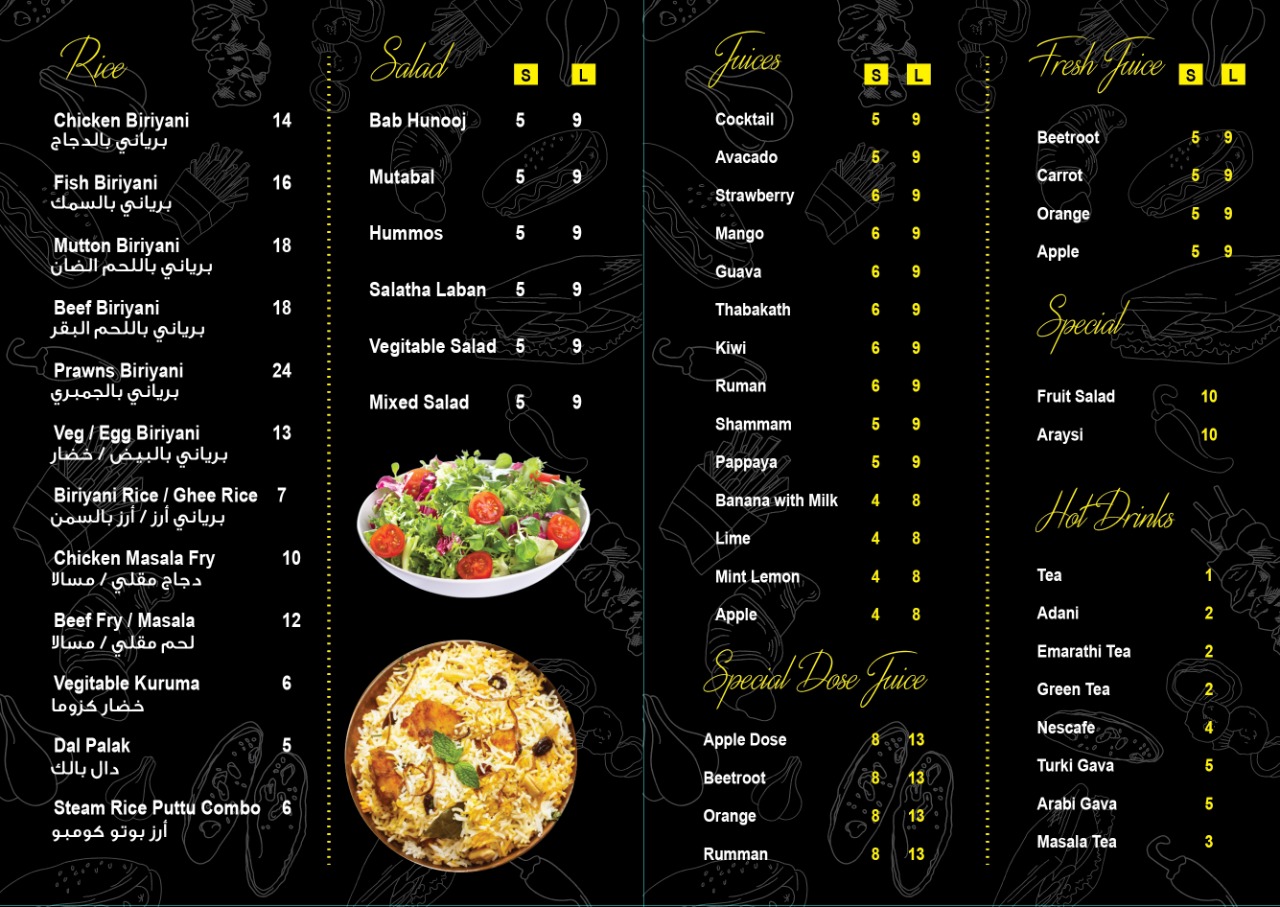 Rice
Chicken Biriyani 14
برياني بالدجاج
Fish Biriyani 16
برياني بالسمك
Mutton Biriyani 18
برياني باللحم الضان
Beef Biriyani 18
برياني باللحم البقر
Prawns Biriyani 24
برياني بالجمبري
Veg / Egg Biriyani 13
برياني بالبيض / خضار
Biriyani Rice / Ghee Rice 7
برياني أرز / أرز بالسمن
Chicken Masala Fry 10
دجاج مقلي / مسالا
Beef Fry / Masala 12
لحم مقلي / مسالا
Vegitable Kuruma 6
خضار كزوما
Dal Palak 5
دال بالك
Steam Rice Puttu Combo 6
أرز بوتو كومبو
Salad S L
Bab Hunooj 5 9
Mutabal 5 9
Hummos 5 9
Salatha Laban 5 9
Vegitable Salad 5 9
Mixed Salad 5 9
Juices S L
Cocktail 5 9
Avacado 5 9
Strawberry 6 9
Mango 6 9
Guava 6 9
Thabakath 6 9
Kiwi 6 9
Ruman 6 9
Shammam 5 9
Pappaya 5 9
Banana with Milk 4 8
Lime 4 8
Mint Lemon 4 8
Apple 4 8
Special Dose Juice
Apple Dose 8 13
Beetroot 8 13
Orange 8 13
Rumman 8 13
Fresh Juice S L
Beetroot 5 9
Carrot 5 9
Orange 5 9
Apple 5 9
Special
Fruit Salad 10
Araysi 10
Hot Drinks
Tea 1
Adani 2
Emarathi Tea 2
Green Tea 2
Nescafe 4
Turki Gava 5
Arabi Gava 5
Masala Tea 3